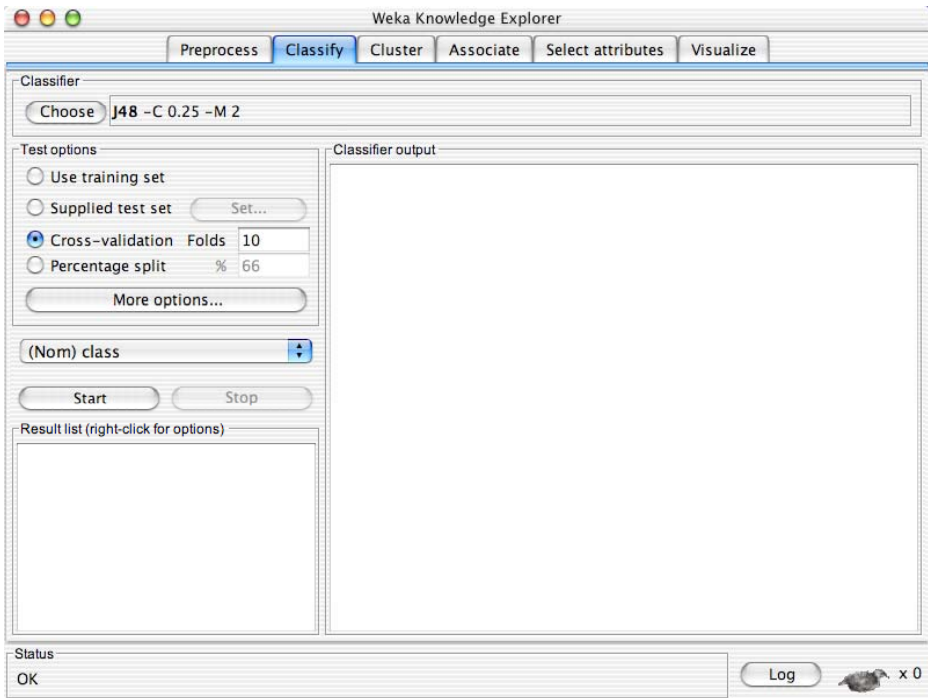 Weka Knowledge Explorer
Preprocess Classify Cluster Associate Select attributes Visualize
Classifier
Choose J48 -C 0.25 -M 2
Test options
Use training set
Supplied test set Set...
Cross-validation Folds 10
Percentage split % 66
More options...
(Nom) class
Start Stop
Result list (right-click for options)
Classifier output
Status
OK
Log x 0